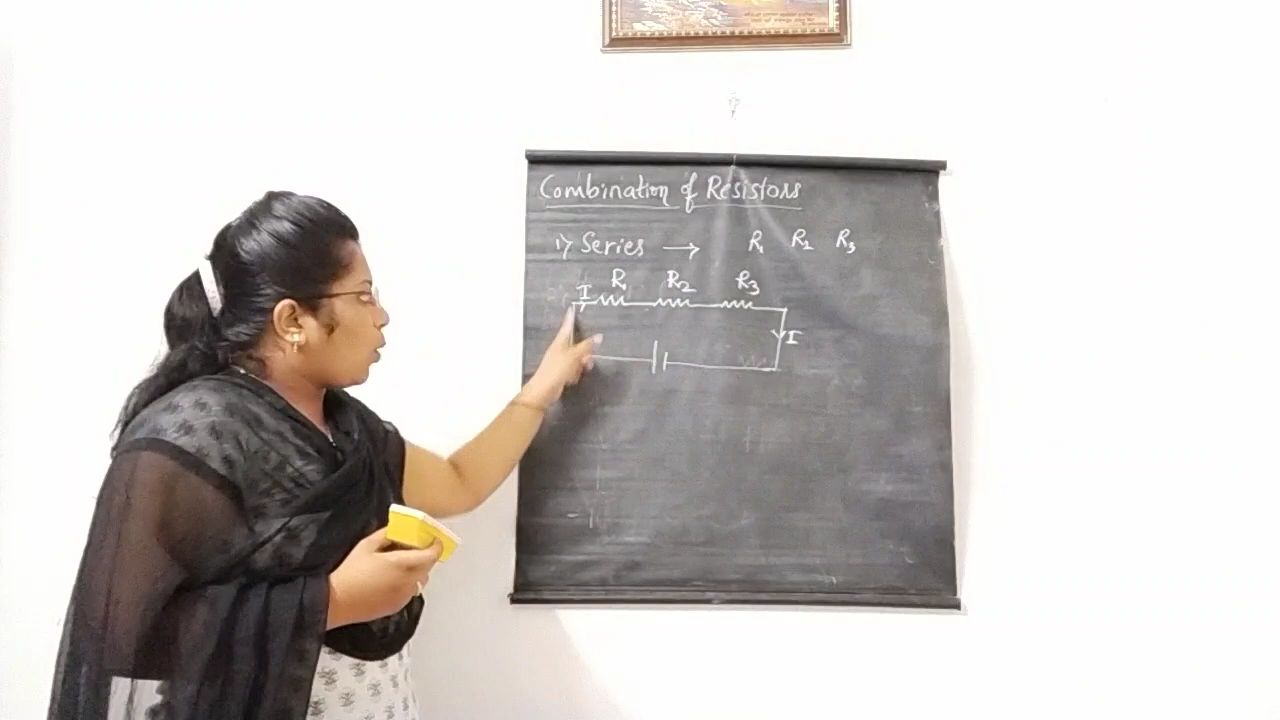 Combination of Resistors
1) Series → R1 R2 R3
I R1 R2 R3
I